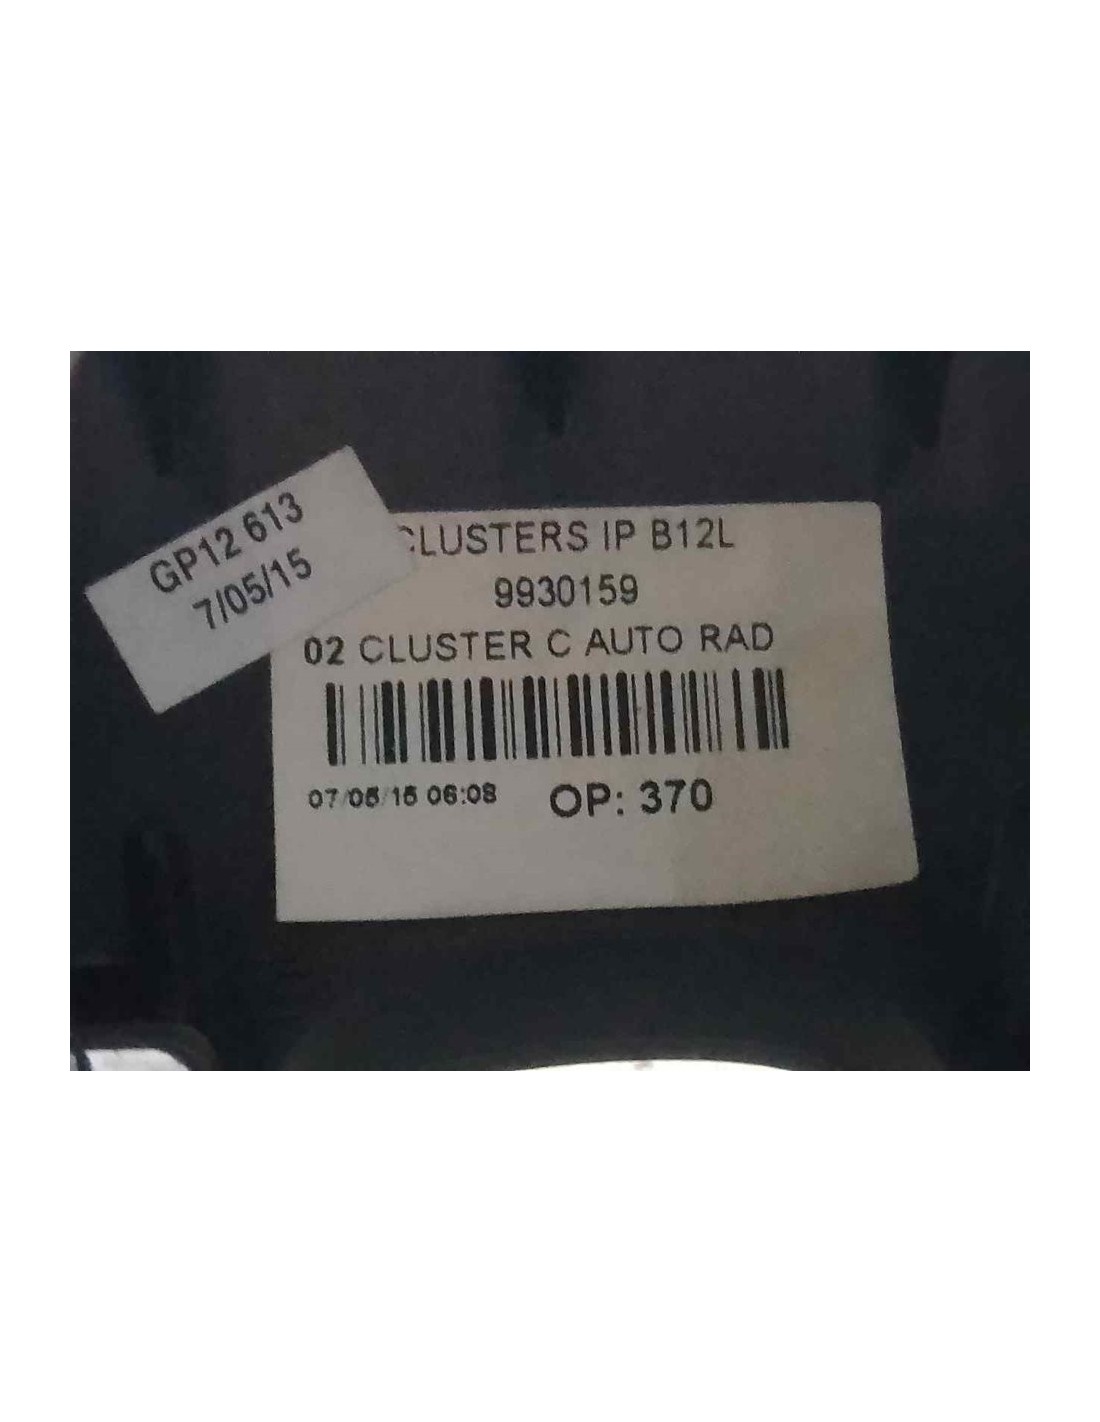 GP12 613
7/05/15
CLUSTERS IP B12L
9930159
02 CLUSTER C AUTO RAD
07/05/15 06:08 OP: 370